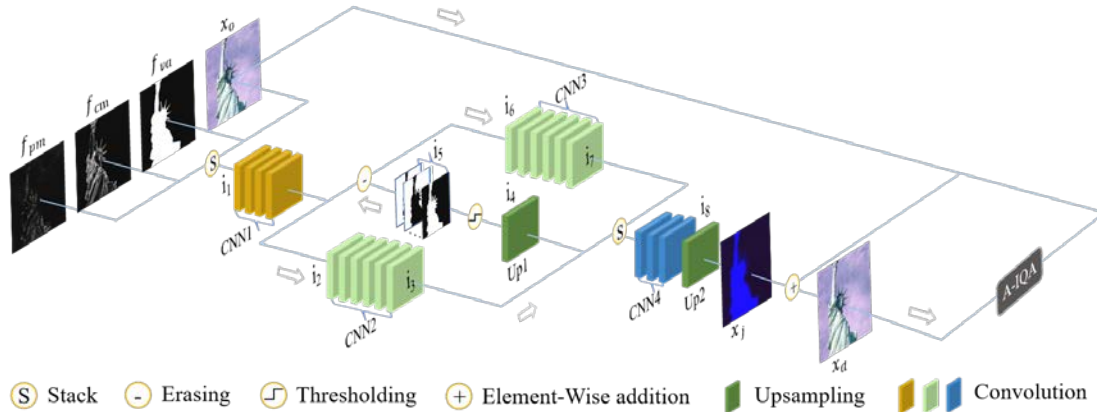 x_o
f_va
f_cm
f_pm
S
i_1
CNN1
i_2
i_3
CNN2
-
i_5
i_4
Up1
i_6
CNN3
i_7
S
CNN4
i_8
Up2
x_j
+
x_d
A-IQA
S Stack
- Erasing
Thresholding
+ Element-Wise addition
Upsampling
Convolution